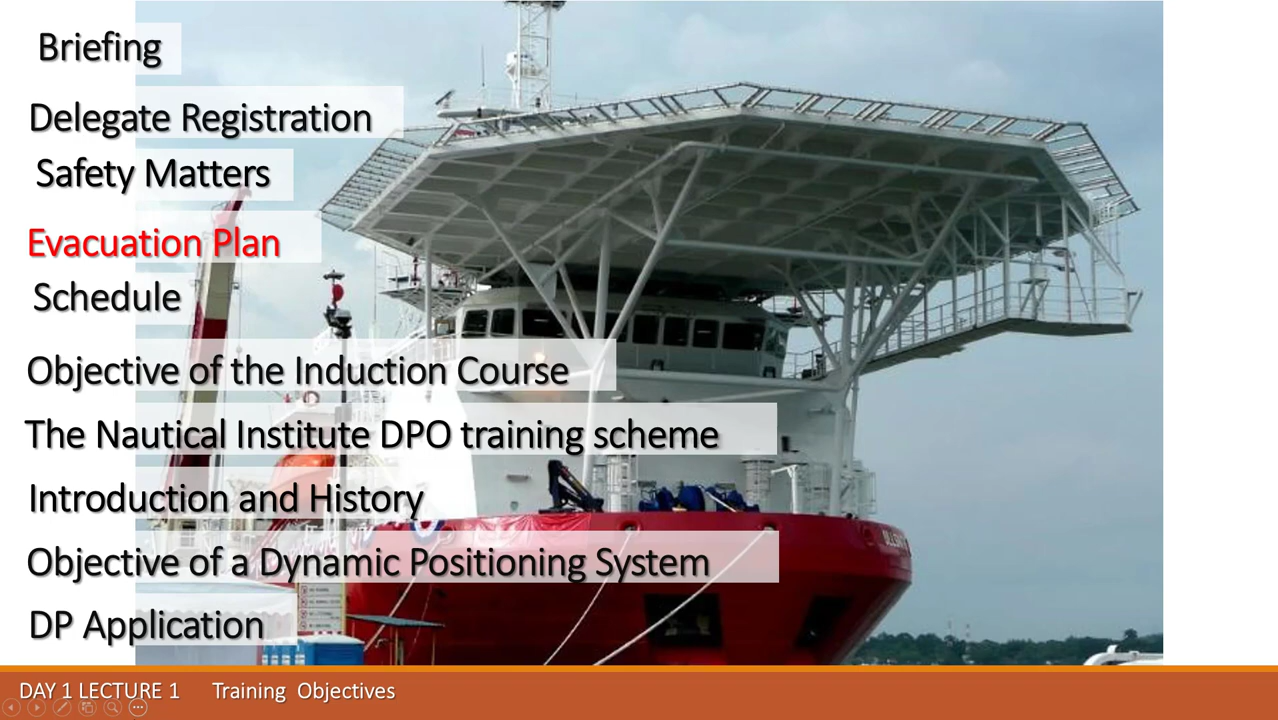 Briefing
Delegate Registration
Safety Matters
Evacuation Plan
Schedule
Objective of the Induction Course
The Nautical Institute DPO training scheme
Introduction and History
Objective of a Dynamic Positioning System
DP Application
DAY 1 LECTURE 1 Training Objectives